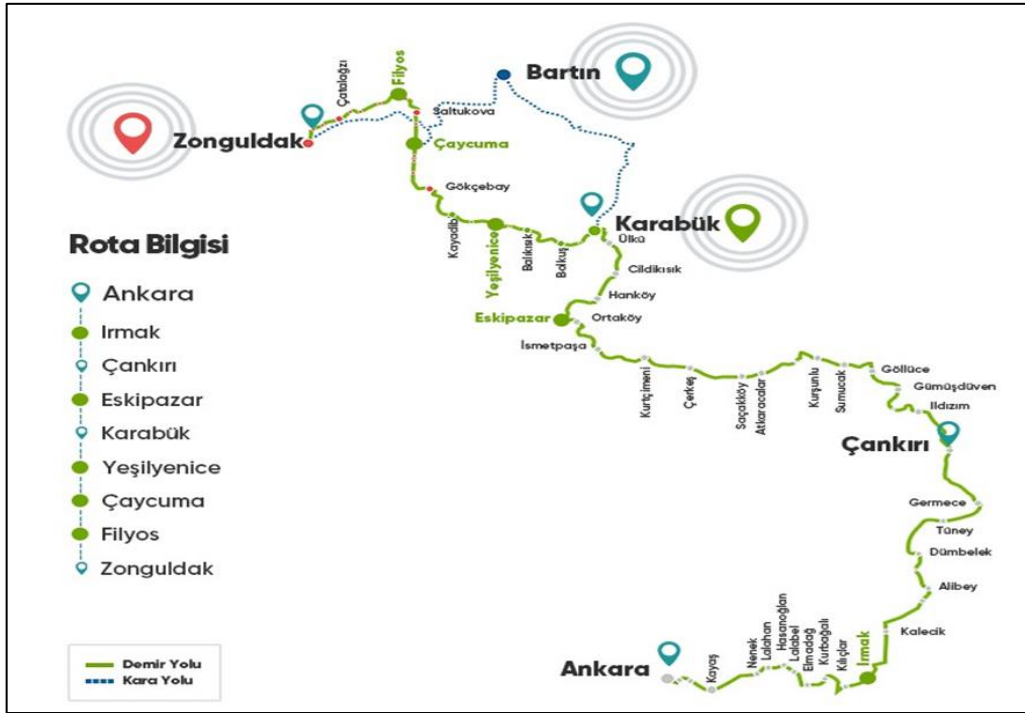 Çatalağzı
Filyos
Saltukova
Bartın
Zonguldak
Çaycuma
Gökçebay
Kayadib
Yeşilyenice
Balıkısık
Bolkuş
Karabük
Ülkü
Cildikısık
Hanköy
Eskipazar
Ortaköy
İsmetpaşa
Kurtçimeni
Çerkeş
Saçakköy
Atkaracalar
Kurşunlu
Sumucak
Göllüce
Gümüşdüven
Ildızım
Çankırı
Germece
Tüney
Dümbelek
Alibey
Kalecik
Irmak
Kılıçlar
Kurbağalı
Elmadağ
Lalabel
Hasanoğlan
Lalahan
Nenek
Kayaş
Ankara
Rota Bilgisi
Ankara
Irmak
Çankırı
Eskipazar
Karabük
Yeşilyenice
Çaycuma
Filyos
Zonguldak
Demir Yolu
Kara Yolu